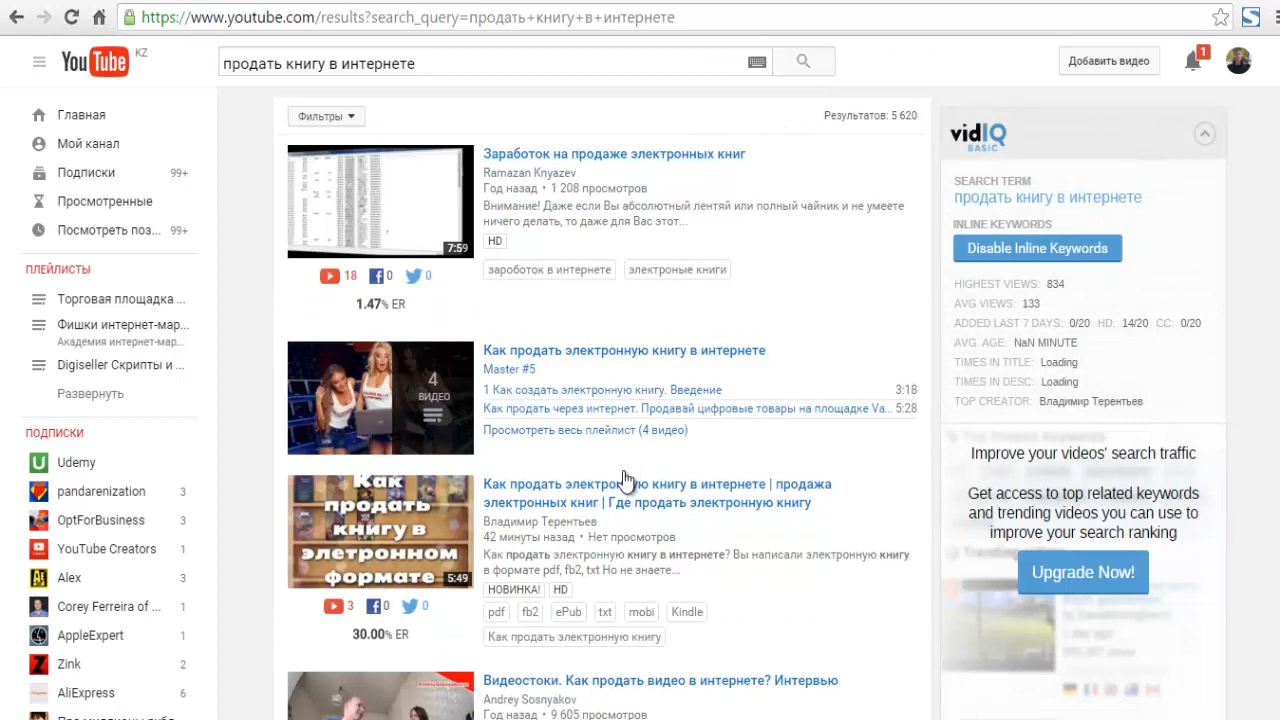 https://www.youtube.com/results?search_query=продать+книгу+в+интернете
YouTube KZ
продать книгу в интернете
Добавить видео
1
Главная
Мой канал
Подписки 99+
Просмотренные
Посмотреть поз... 99+
ПЛЕЙЛИСТЫ
Торговая площадка ...
Фишки интернет-мар...
Академия интернет-мар...
Digiseller Скрипты и ...
Развернуть
ПОДПИСКИ
Udemy
pandarenization 3
OptForBusiness 1
YouTube Creators 1
Alex 3
Corey Ferreira of ... 1
AppleExpert 1
Zink 2
AliExpress 6
Фильтры
Результатов: 5 620
7:59
Заработок на продаже электронных книг
Ramazan Knyazev
Год назад • 1 208 просмотров
Внимание! Даже если Вы абсолютный лентяй или полный чайник и не умеете
ничего делать, то даже для Вас этот...
HD
зароботок в интернете электроные книги
18 0 0
1.47% ER
4
ВИДЕО
Как продать электронную книгу в интернете
Master #5
1 Как создать электронную книгу. Введение 3:18
Как продать через интернет. Продавай цифровые товары на площадке Va... 5:28
Просмотреть весь плейлист (4 видео)
Как
продать
книгу в
элетронном
формате
5:49
Как продать электронную книгу в интернете | продажа
электронных книг | Где продать электронную книгу
Владимир Терентьев
42 минуты назад • Нет просмотров
Как продать электронную книгу в интернете? Вы написали электронную книгу
в формате pdf, fb2, txt Но не знаете...
НОВИНКА! HD
pdf fb2 ePub txt mobi Kindle
Как продать электронную книгу
3 0 0
30.00% ER
Видеостоки. Как продать видео в интернете? Интервью
Andrey Sosnyakov
Год назад • 9 605 просмотров
vidIQ
BASIC
SEARCH TERM
продать книгу в интернете
INLINE KEYWORDS
Disable Inline Keywords
HIGHEST VIEWS: 834
AVG VIEWS: 133
ADDED LAST 7 DAYS: 0/20 HD: 14/20 CC: 0/20
AVG. AGE: NaN MINUTE
TIMES IN TITLE: Loading
TIMES IN DESC: Loading
TOP CREATOR: Владимир Терентьев
Improve your videos' search traffic
Get access to top related keywords
and trending videos you can use to
improve your search ranking
Upgrade Now!